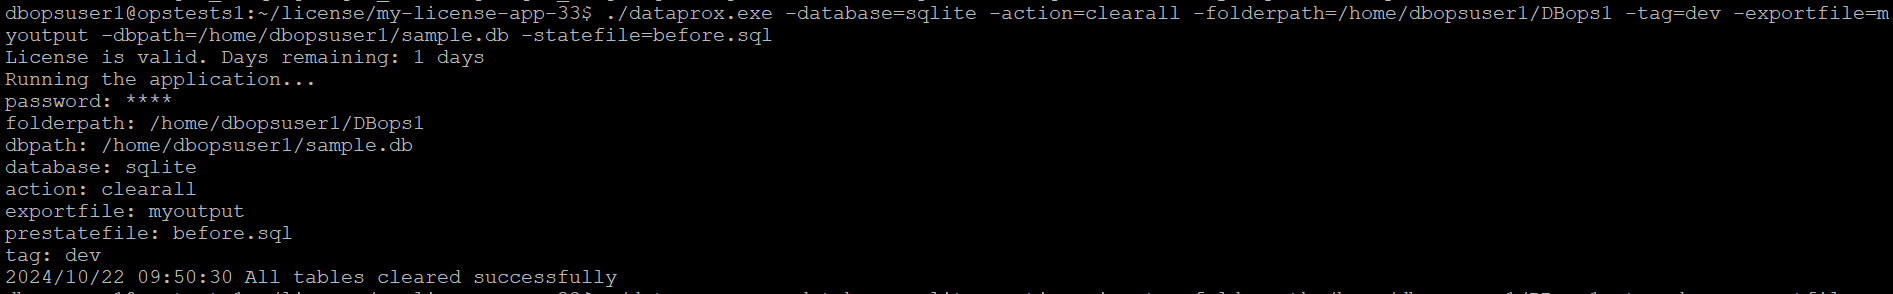 dbopsuser1@opstests1:~/license/my-license-app-33$ ./dataprox.exe -database=sqlite -action=clearall -folderpath=/home/dbopsuser1/DBops1 -tag=dev -exportfile=m
youtput -dbpath=/home/dbopsuser1/sample.db -statefile=before.sql
License is valid. Days remaining: 1 days
Running the application...
password: ****
folderpath: /home/dbopsuser1/DBops1
dbpath: /home/dbopsuser1/sample.db
database: sqlite
action: clearall
exportfile: myoutput
prestatefile: before.sql
tag: dev
2024/10/22 09:50:30 All tables cleared successfully